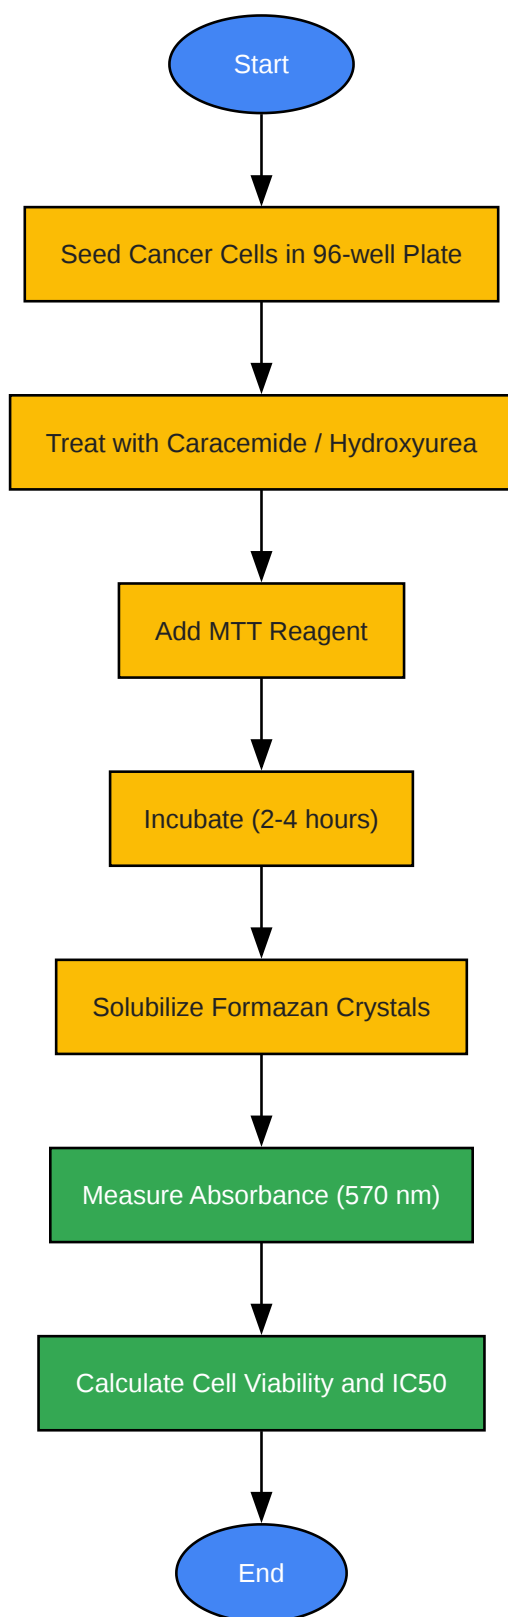 Start
Seed Cancer Cells in 96-well Plate
Treat with Caracemide / Hydroxyurea
Add MTT Reagent
Incubate (2-4 hours)
Solubilize Formazan Crystals
Measure Absorbance (570 nm)
Calculate Cell Viability and IC50
End